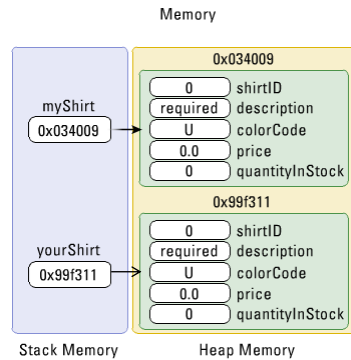 Memory
0x034009
0 shirtID
myShirt
required description
0x034009
U colorCode
0.0 price
0 quantityInStock
0x99f311
0 shirtID
yourShirt
required description
0x99f311
U colorCode
0.0 price
0 quantityInStock
Stack Memory
Heap Memory